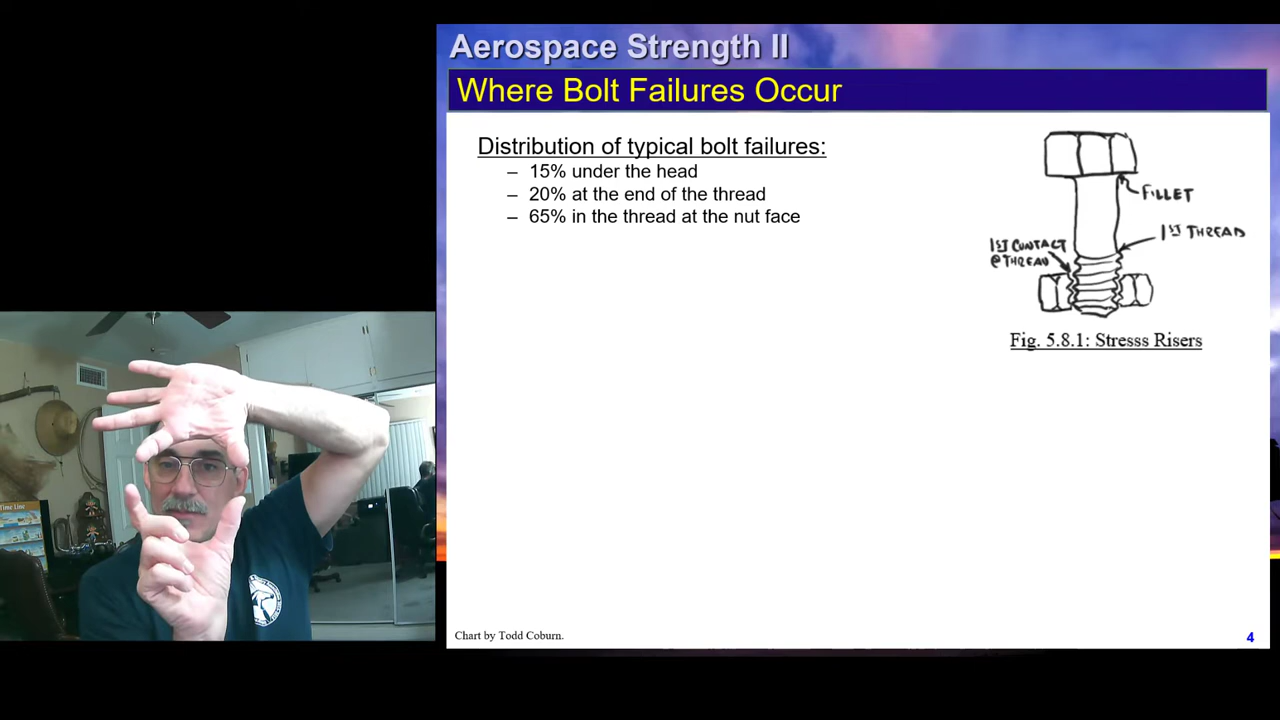 Aerospace Strength II
Where Bolt Failures Occur
Distribution of typical bolt failures:
– 15% under the head
– 20% at the end of the thread
– 65% in the thread at the nut face
FILLET
1ST THREAD
1ST CONTACT
@ THREAD
Fig. 5.8.1: Stresss Risers
Time Line
Chart by Todd Coburn.
4